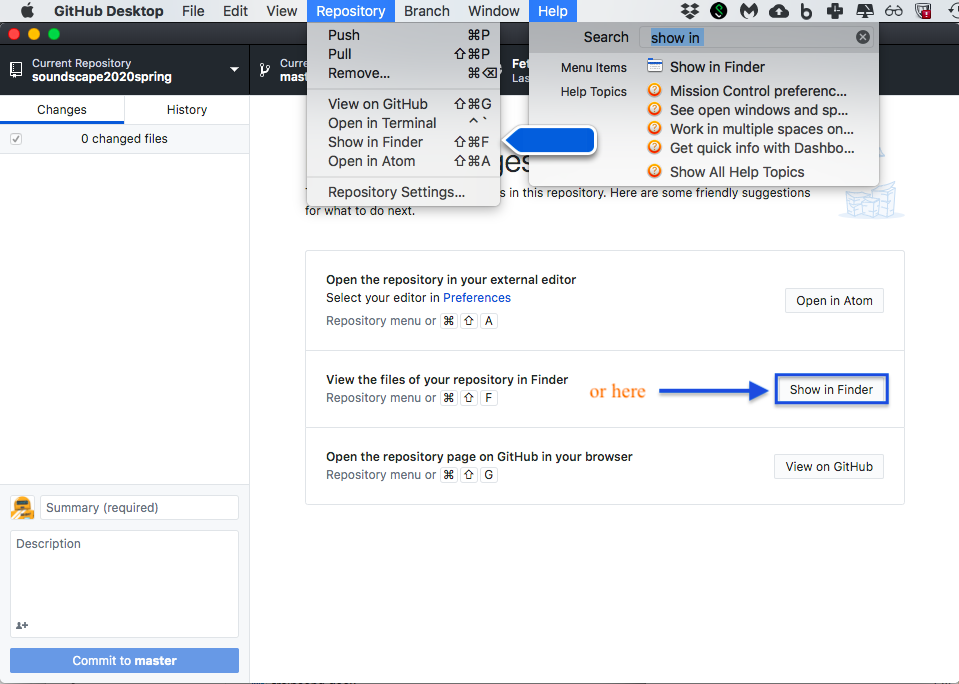 GitHub Desktop File Edit View Repository Branch Window Help
Push ⌘P
Pull ⇧⌘P
Remove... ⌘⌫
View on GitHub ⇧⌘G
Open in Terminal ⌃`
Show in Finder ⇧⌘F
Open in Atom ⇧⌘A
Repository Settings...
Search show in
Menu Items Show in Finder
Help Topics Mission Control preferenc...
See open windows and sp...
Work in multiple spaces on...
Get quick info with Dashbo...
Show All Help Topics
Current Repository
soundscape2020spring
Changes History
0 changed files
s in this repository. Here are some friendly suggestions
for what to do next.
Open the repository in your external editor
Select your editor in Preferences
Repository menu or ⌘ ⇧ A
Open in Atom
View the files of your repository in Finder
Repository menu or ⌘ ⇧ F
or here
Show in Finder
Open the repository page on GitHub in your browser
Repository menu or ⌘ ⇧ G
View on GitHub
Summary (required)
Description
Commit to master